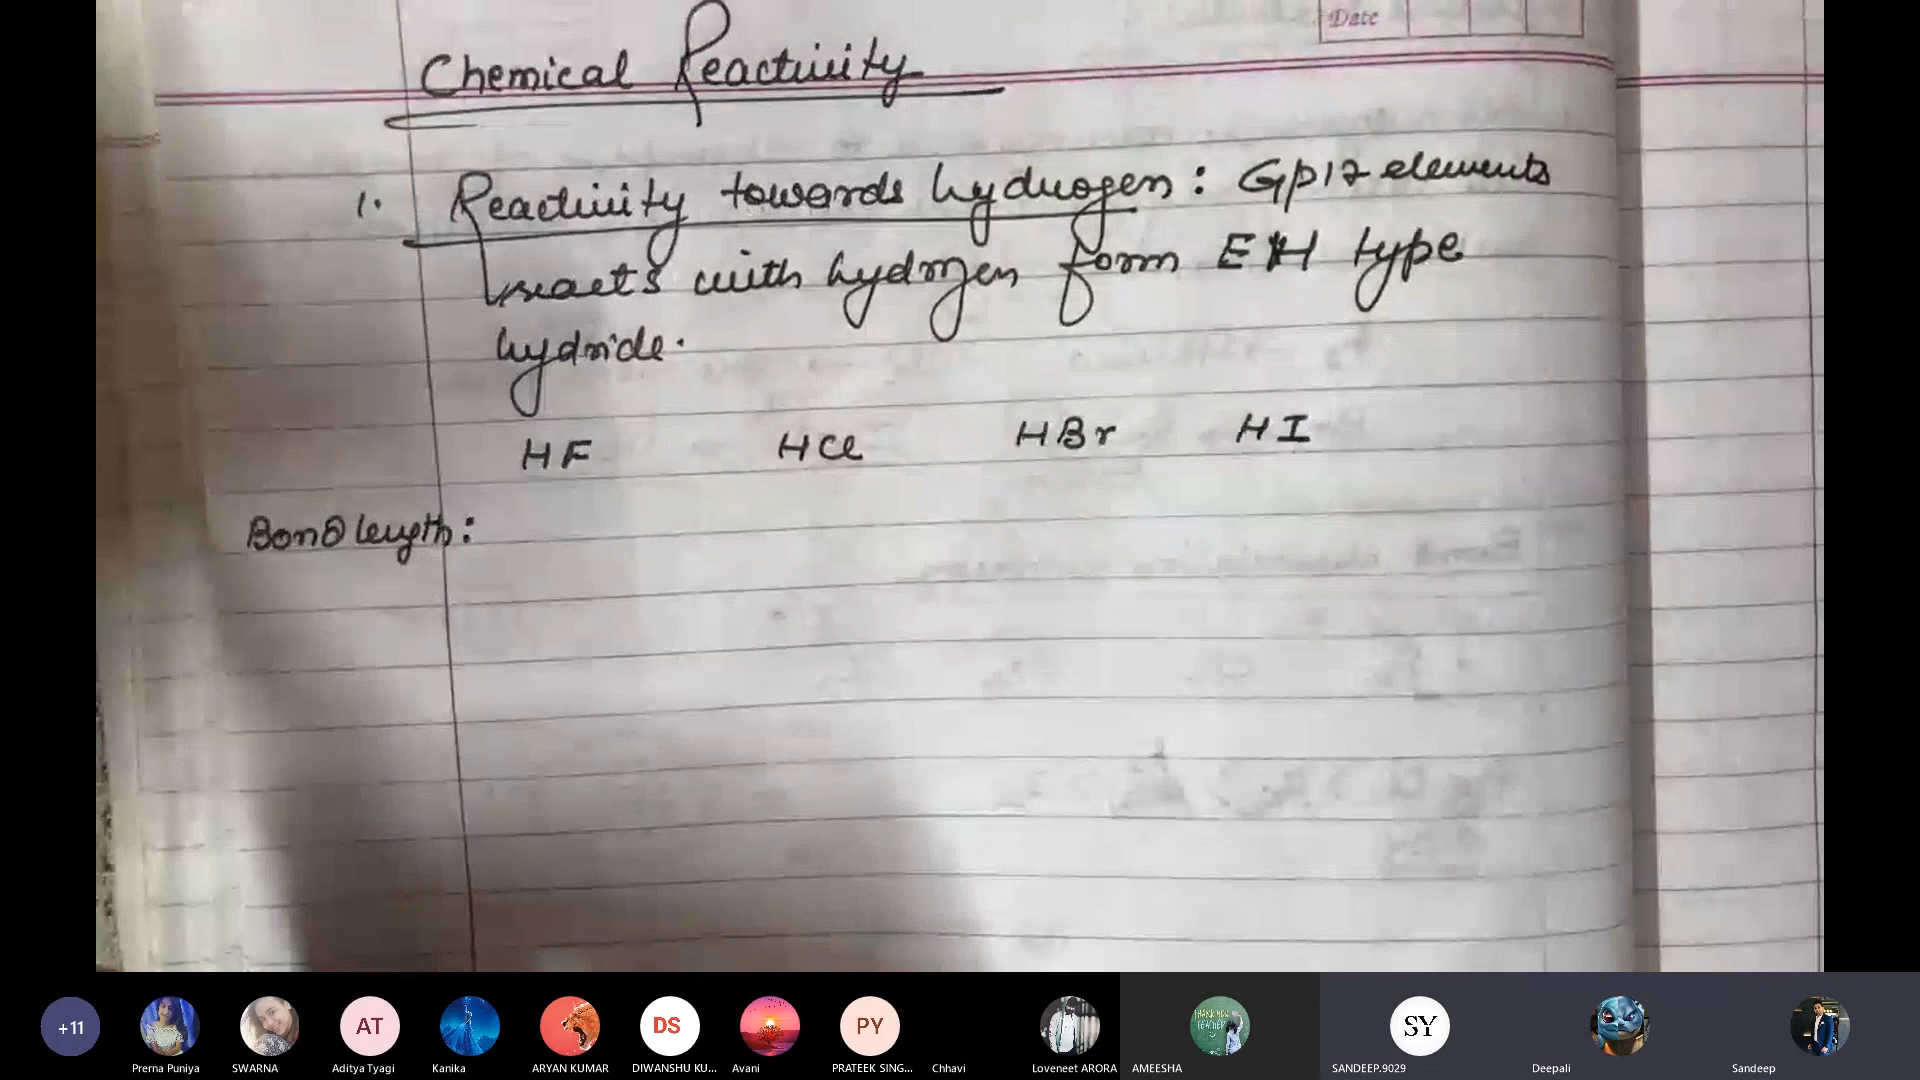 Date
Chemical Reactivity
1. Reactivity towards hydrogen: Gp17 elements
reacts with hydrogen form EH type
hydride.
HF HCl HBr HI
Bond length:
+11
AT
DS
PY
SY
Prerna Puniya SWARNA Aditya Tyagi Kanika ARYAN KUMAR DIWANSHU KU... Avani PRATEEK SING... Chhavi Loveneet ARORA AMEESHA SANDEEP.9029 Deepali Sandeep